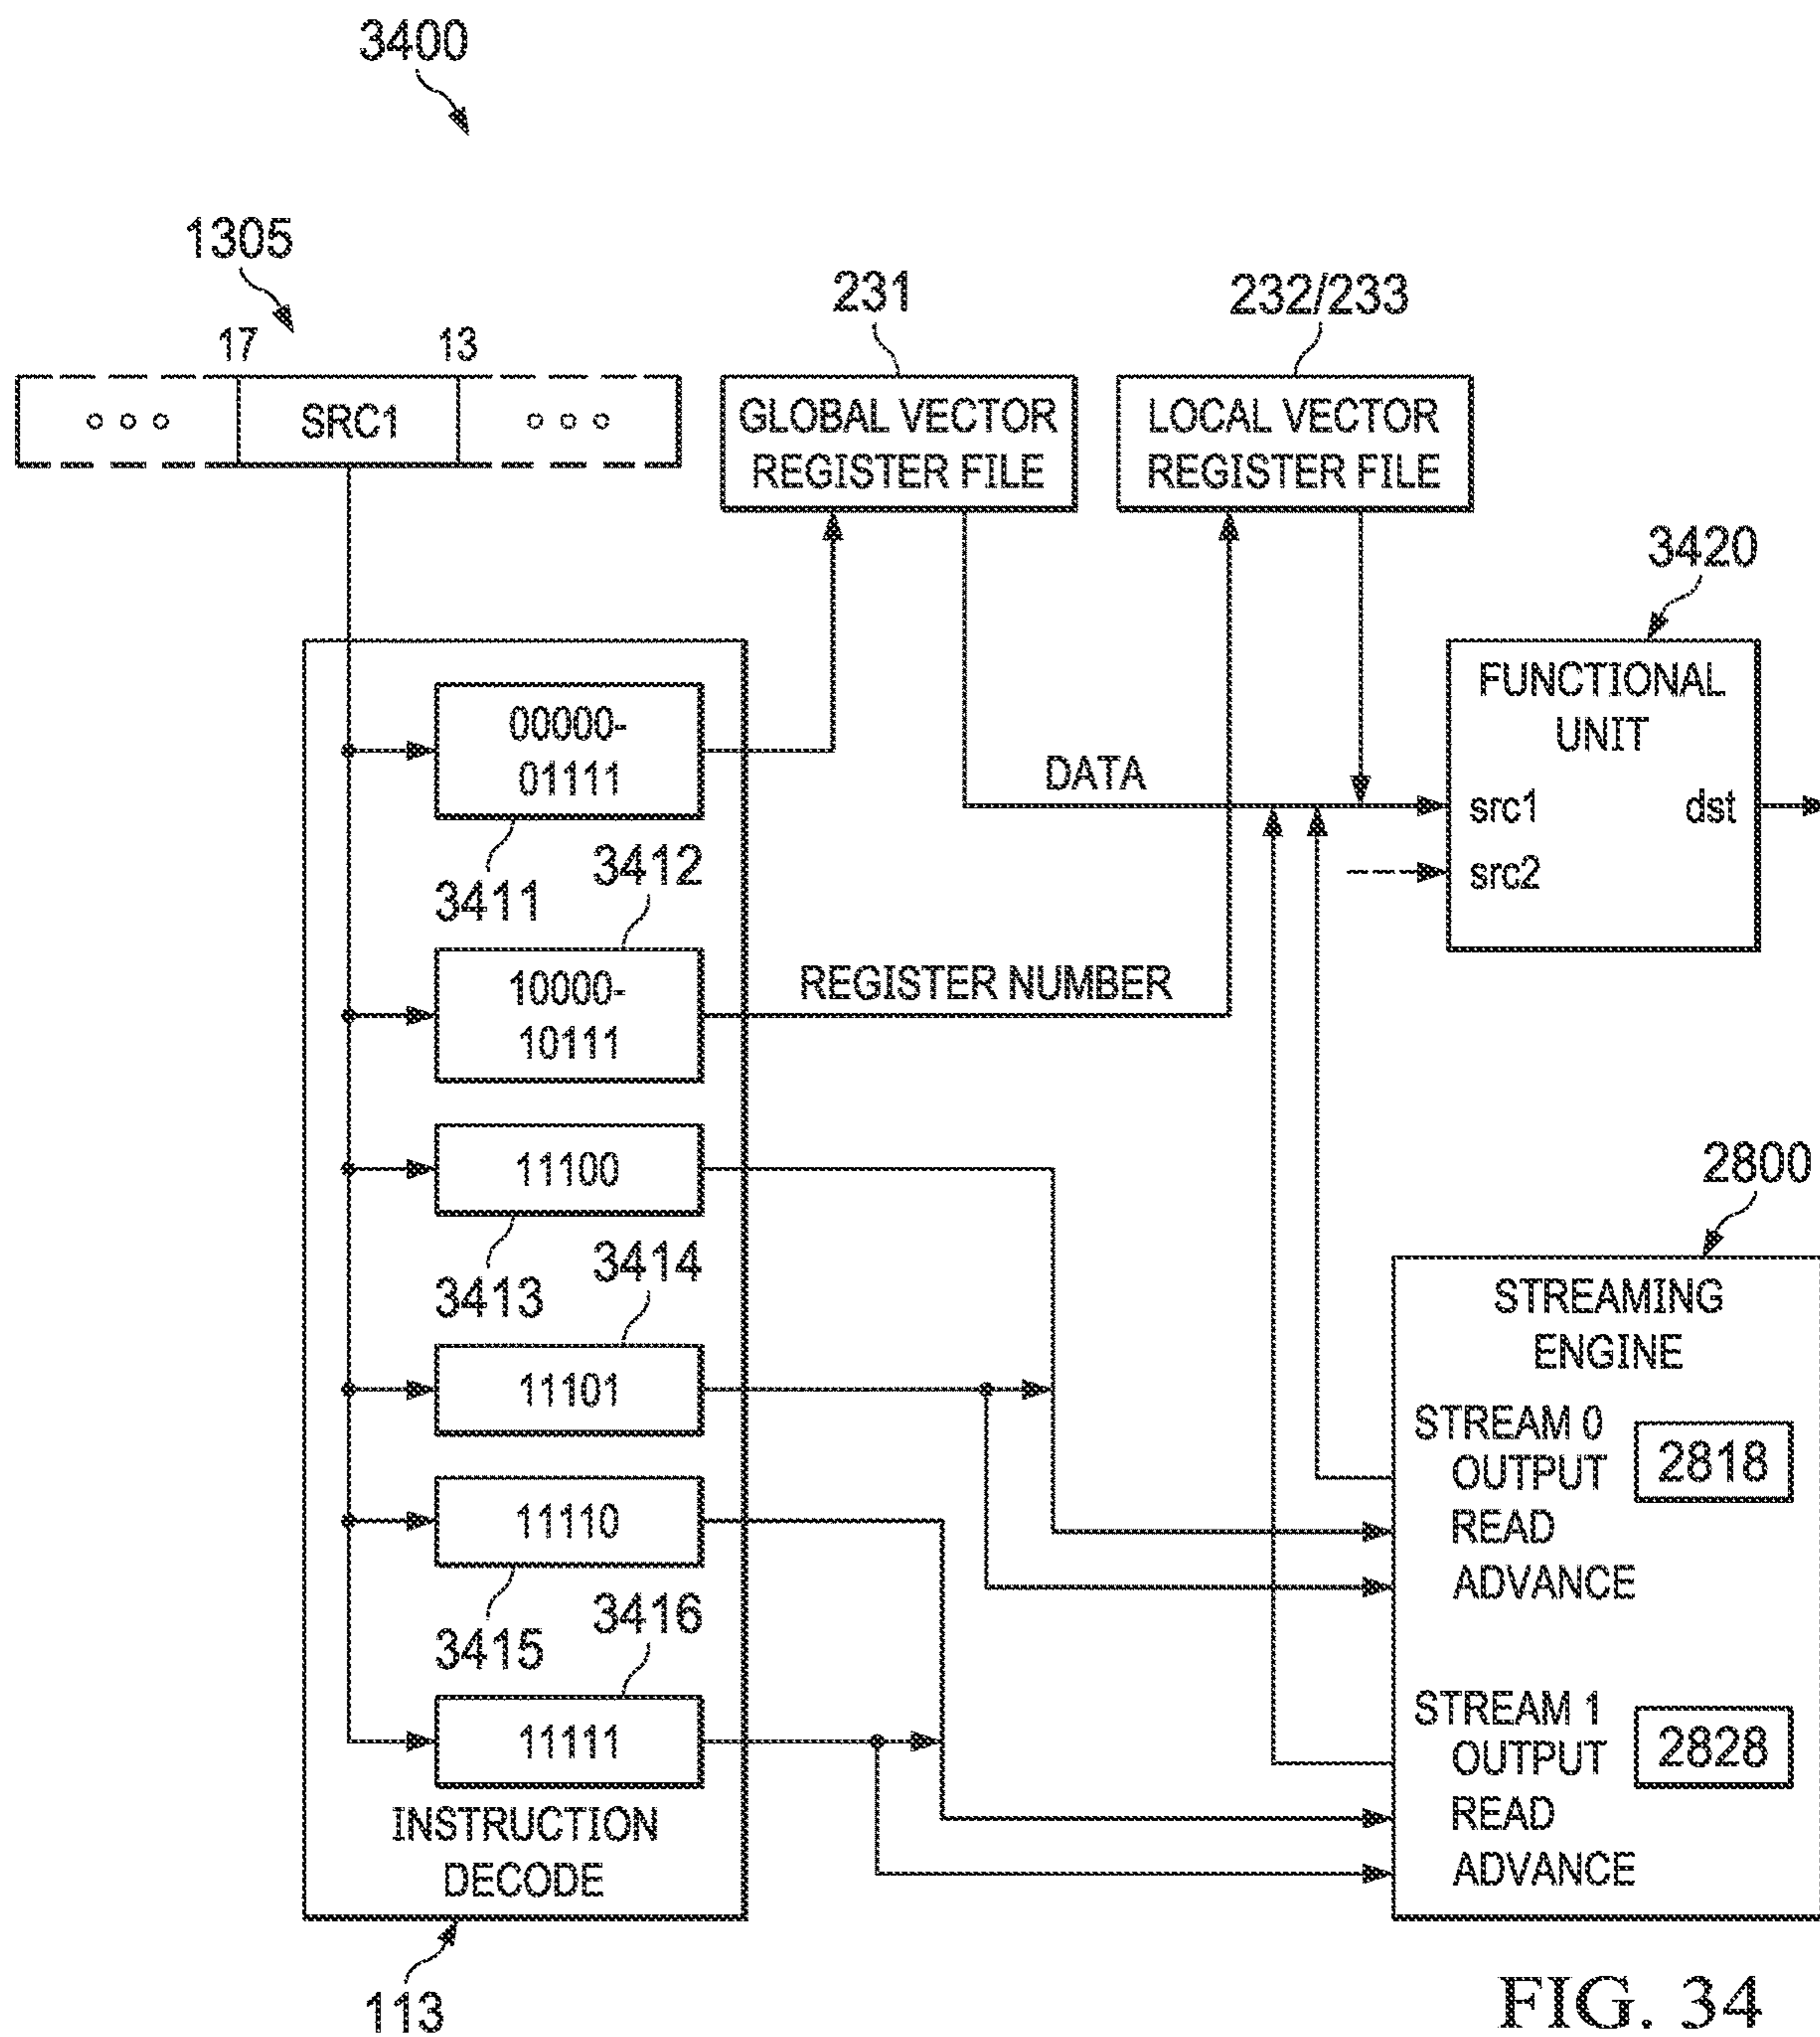 3400
1305
17
13
o o o
SRC1
o o o
231
GLOBAL VECTOR
REGISTER FILE
232/233
LOCAL VECTOR
REGISTER FILE
3420
FUNCTIONAL
UNIT
src1
dst
src2
DATA
00000-
01111
3411
3412
10000-
10111
REGISTER NUMBER
11100
3413
3414
11101
11110
3415
3416
11111
INSTRUCTION
DECODE
113
2800
STREAMING
ENGINE
STREAM 0
OUTPUT
2818
READ
ADVANCE
STREAM 1
OUTPUT
2828
READ
ADVANCE
FIG. 34